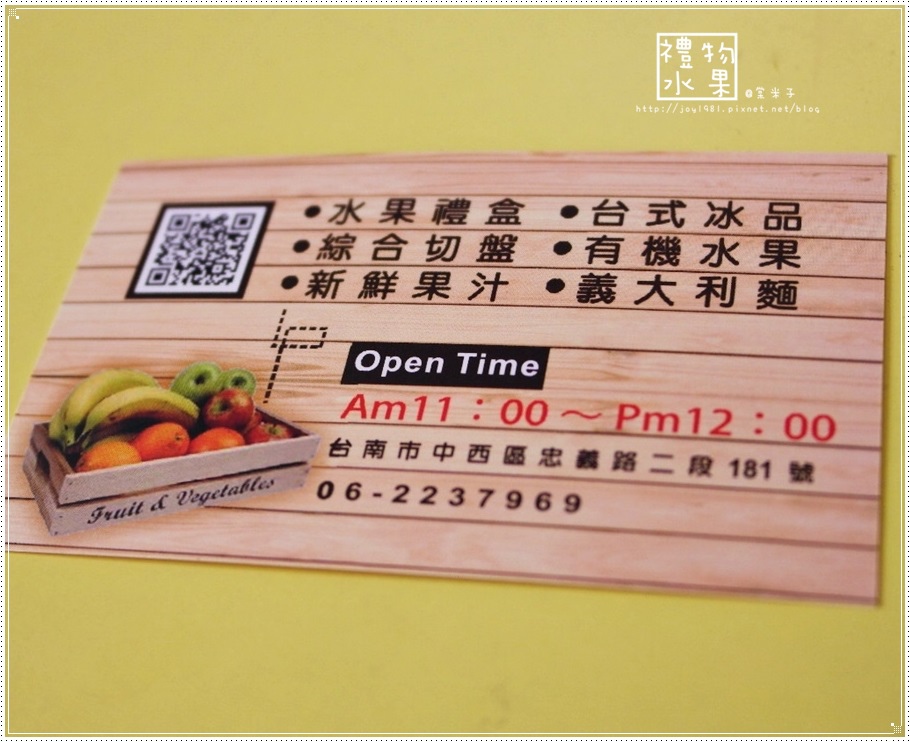 禮物
水果
@當米子
http://joy1981.pixnet.net/blog
●水果禮盒 ●台式冰品
●綜合切盤 ●有機水果
●新鮮果汁 ●義大利麵
Open Time
Am11：00～Pm12：00
台南市中西區忠義路二段181號
06-2237969
Fruit & Vegetables